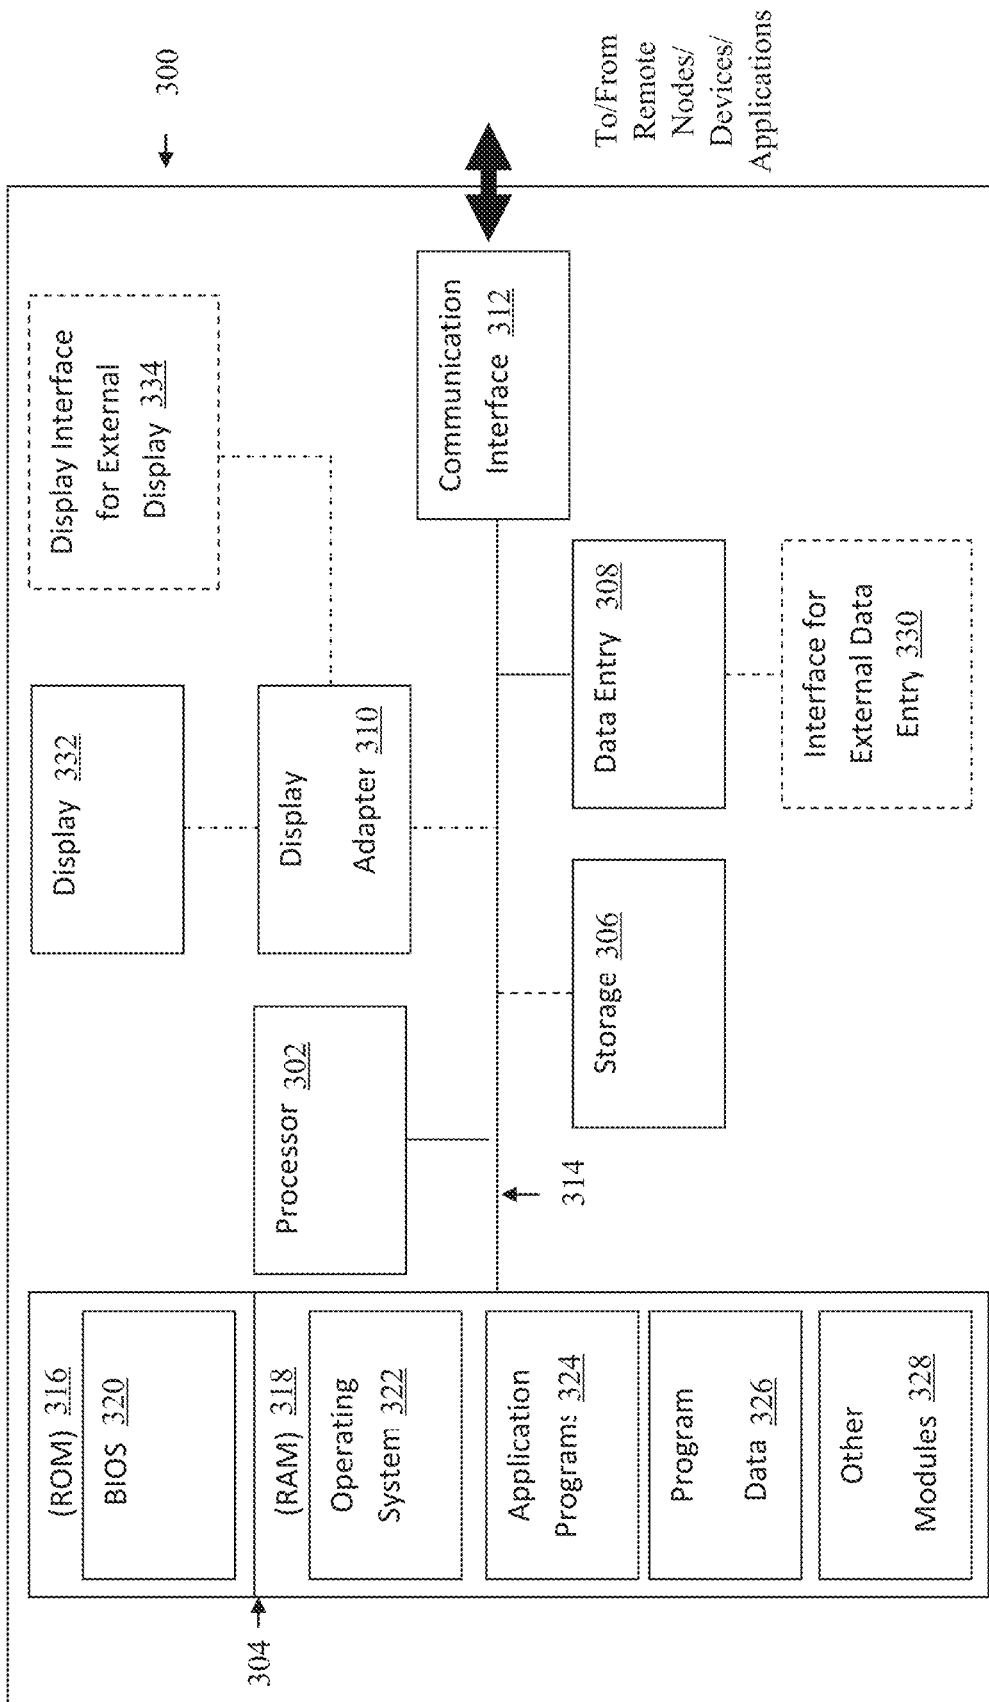 300
(ROM) 316
BIOS 320
304
(RAM) 318
Operating
System 322
Application
Programs 324
Program
Data 326
Other
Modules 328
Processor 302
314
Display 332
Display
Adapter 310
Storage 306
Display Interface
for External
Display 334
Data Entry 308
Interface for
External Data
Entry 330
Communication
Interface 312
To/From
Remote
Nodes/
Devices/
Applications